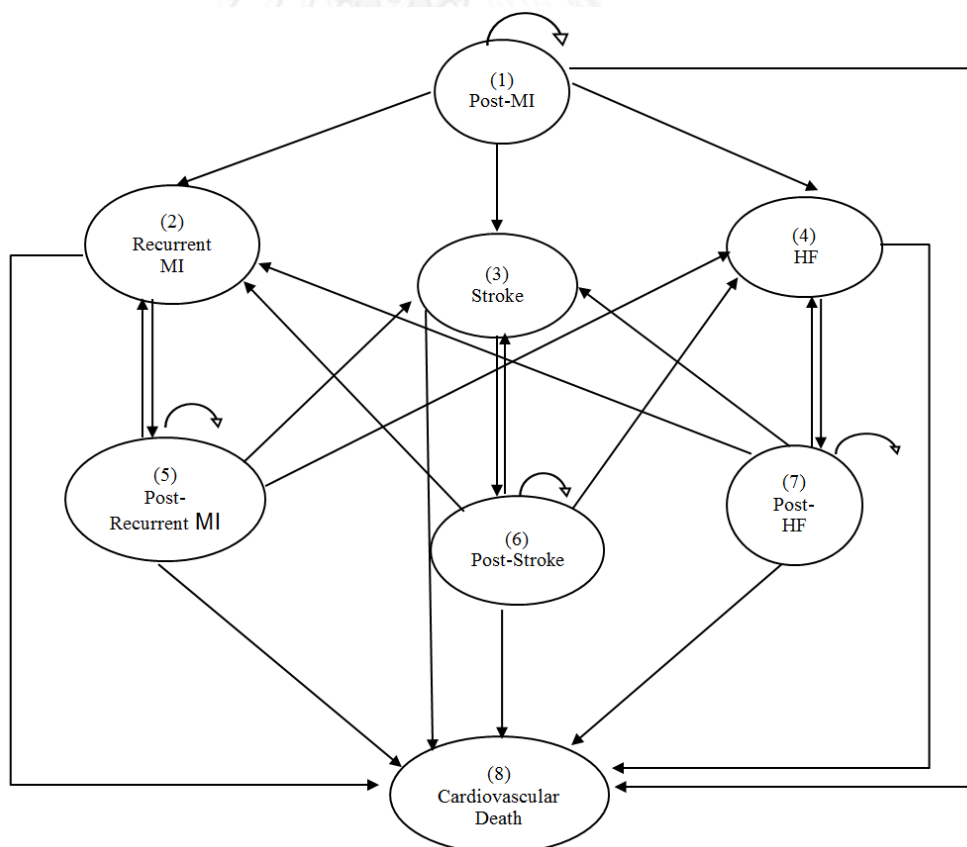 (1)
Post-MI
(2)
Recurrent
MI
(3)
Stroke
(4)
HF
(5)
Post-
Recurrent MI
(6)
Post-Stroke
(7)
Post-
HF
(8)
Cardiovascular
Death